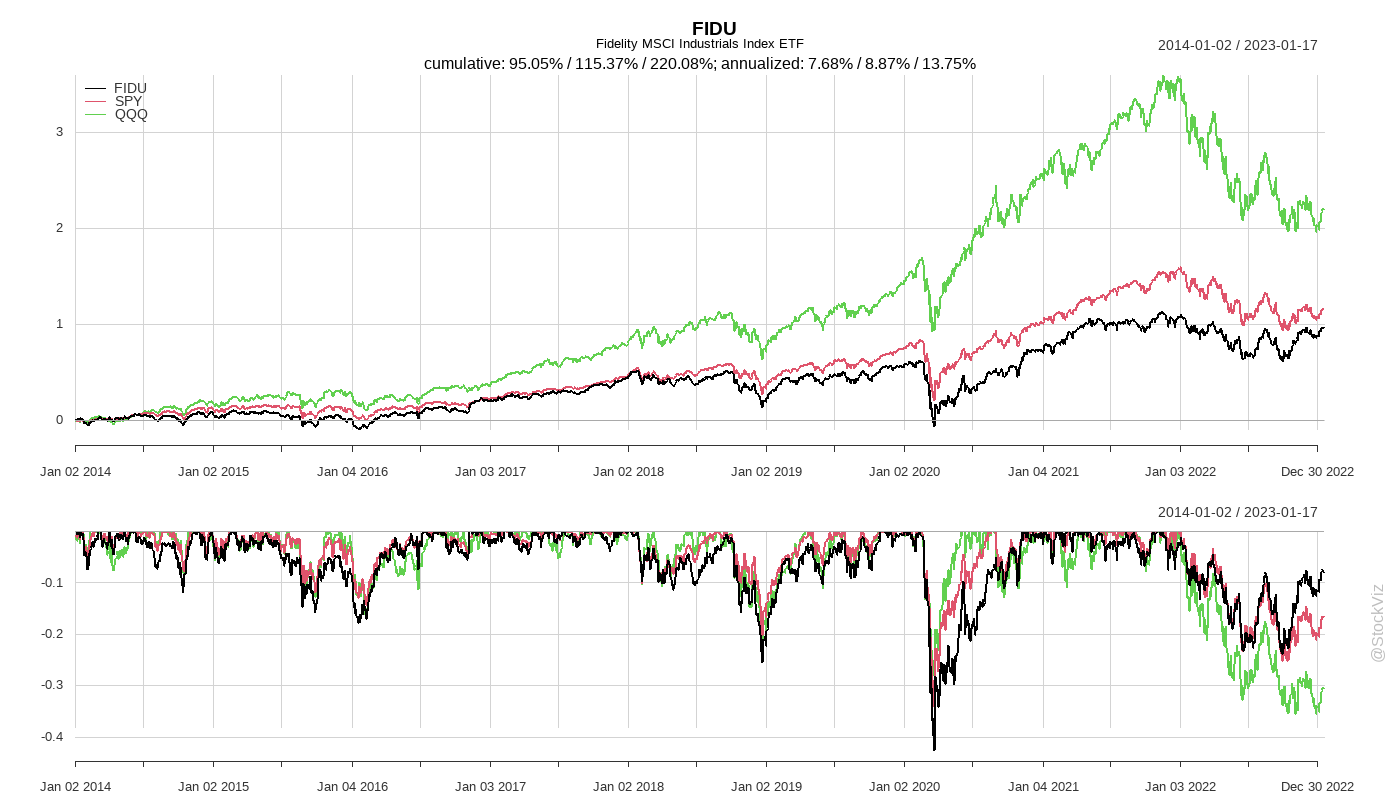 FIDU
Fidelity MSCI Industrials Index ETF
2014-01-02 / 2023-01-17
cumulative: 95.05% / 115.37% / 220.08%; annualized: 7.68% / 8.87% / 13.75%
FIDU
SPY
QQQ
3
2
1
0
Jan 02 2014 Jan 02 2015 Jan 04 2016 Jan 03 2017 Jan 02 2018 Jan 02 2019 Jan 02 2020 Jan 04 2021 Jan 03 2022 Dec 30 2022
2014-01-02 / 2023-01-17
-0.1
-0.2
-0.3
-0.4
Jan 02 2014 Jan 02 2015 Jan 04 2016 Jan 03 2017 Jan 02 2018 Jan 02 2019 Jan 02 2020 Jan 04 2021 Jan 03 2022 Dec 30 2022
@StockViz